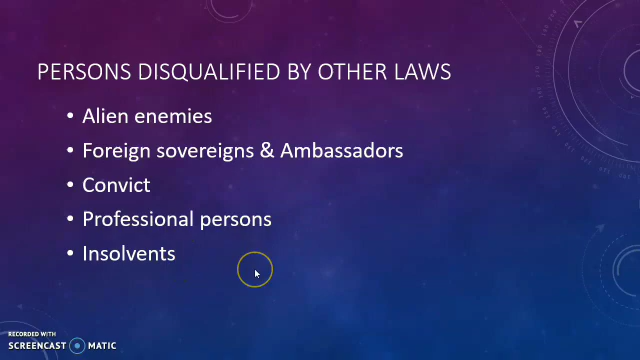 PERSONS DISQUALIFIED BY OTHER LAWS
• Alien enemies
• Foreign sovereigns & Ambassadors
• Convict
• Professional persons
• Insolvents
RECORDED WITH
SCREENCAST MATIC